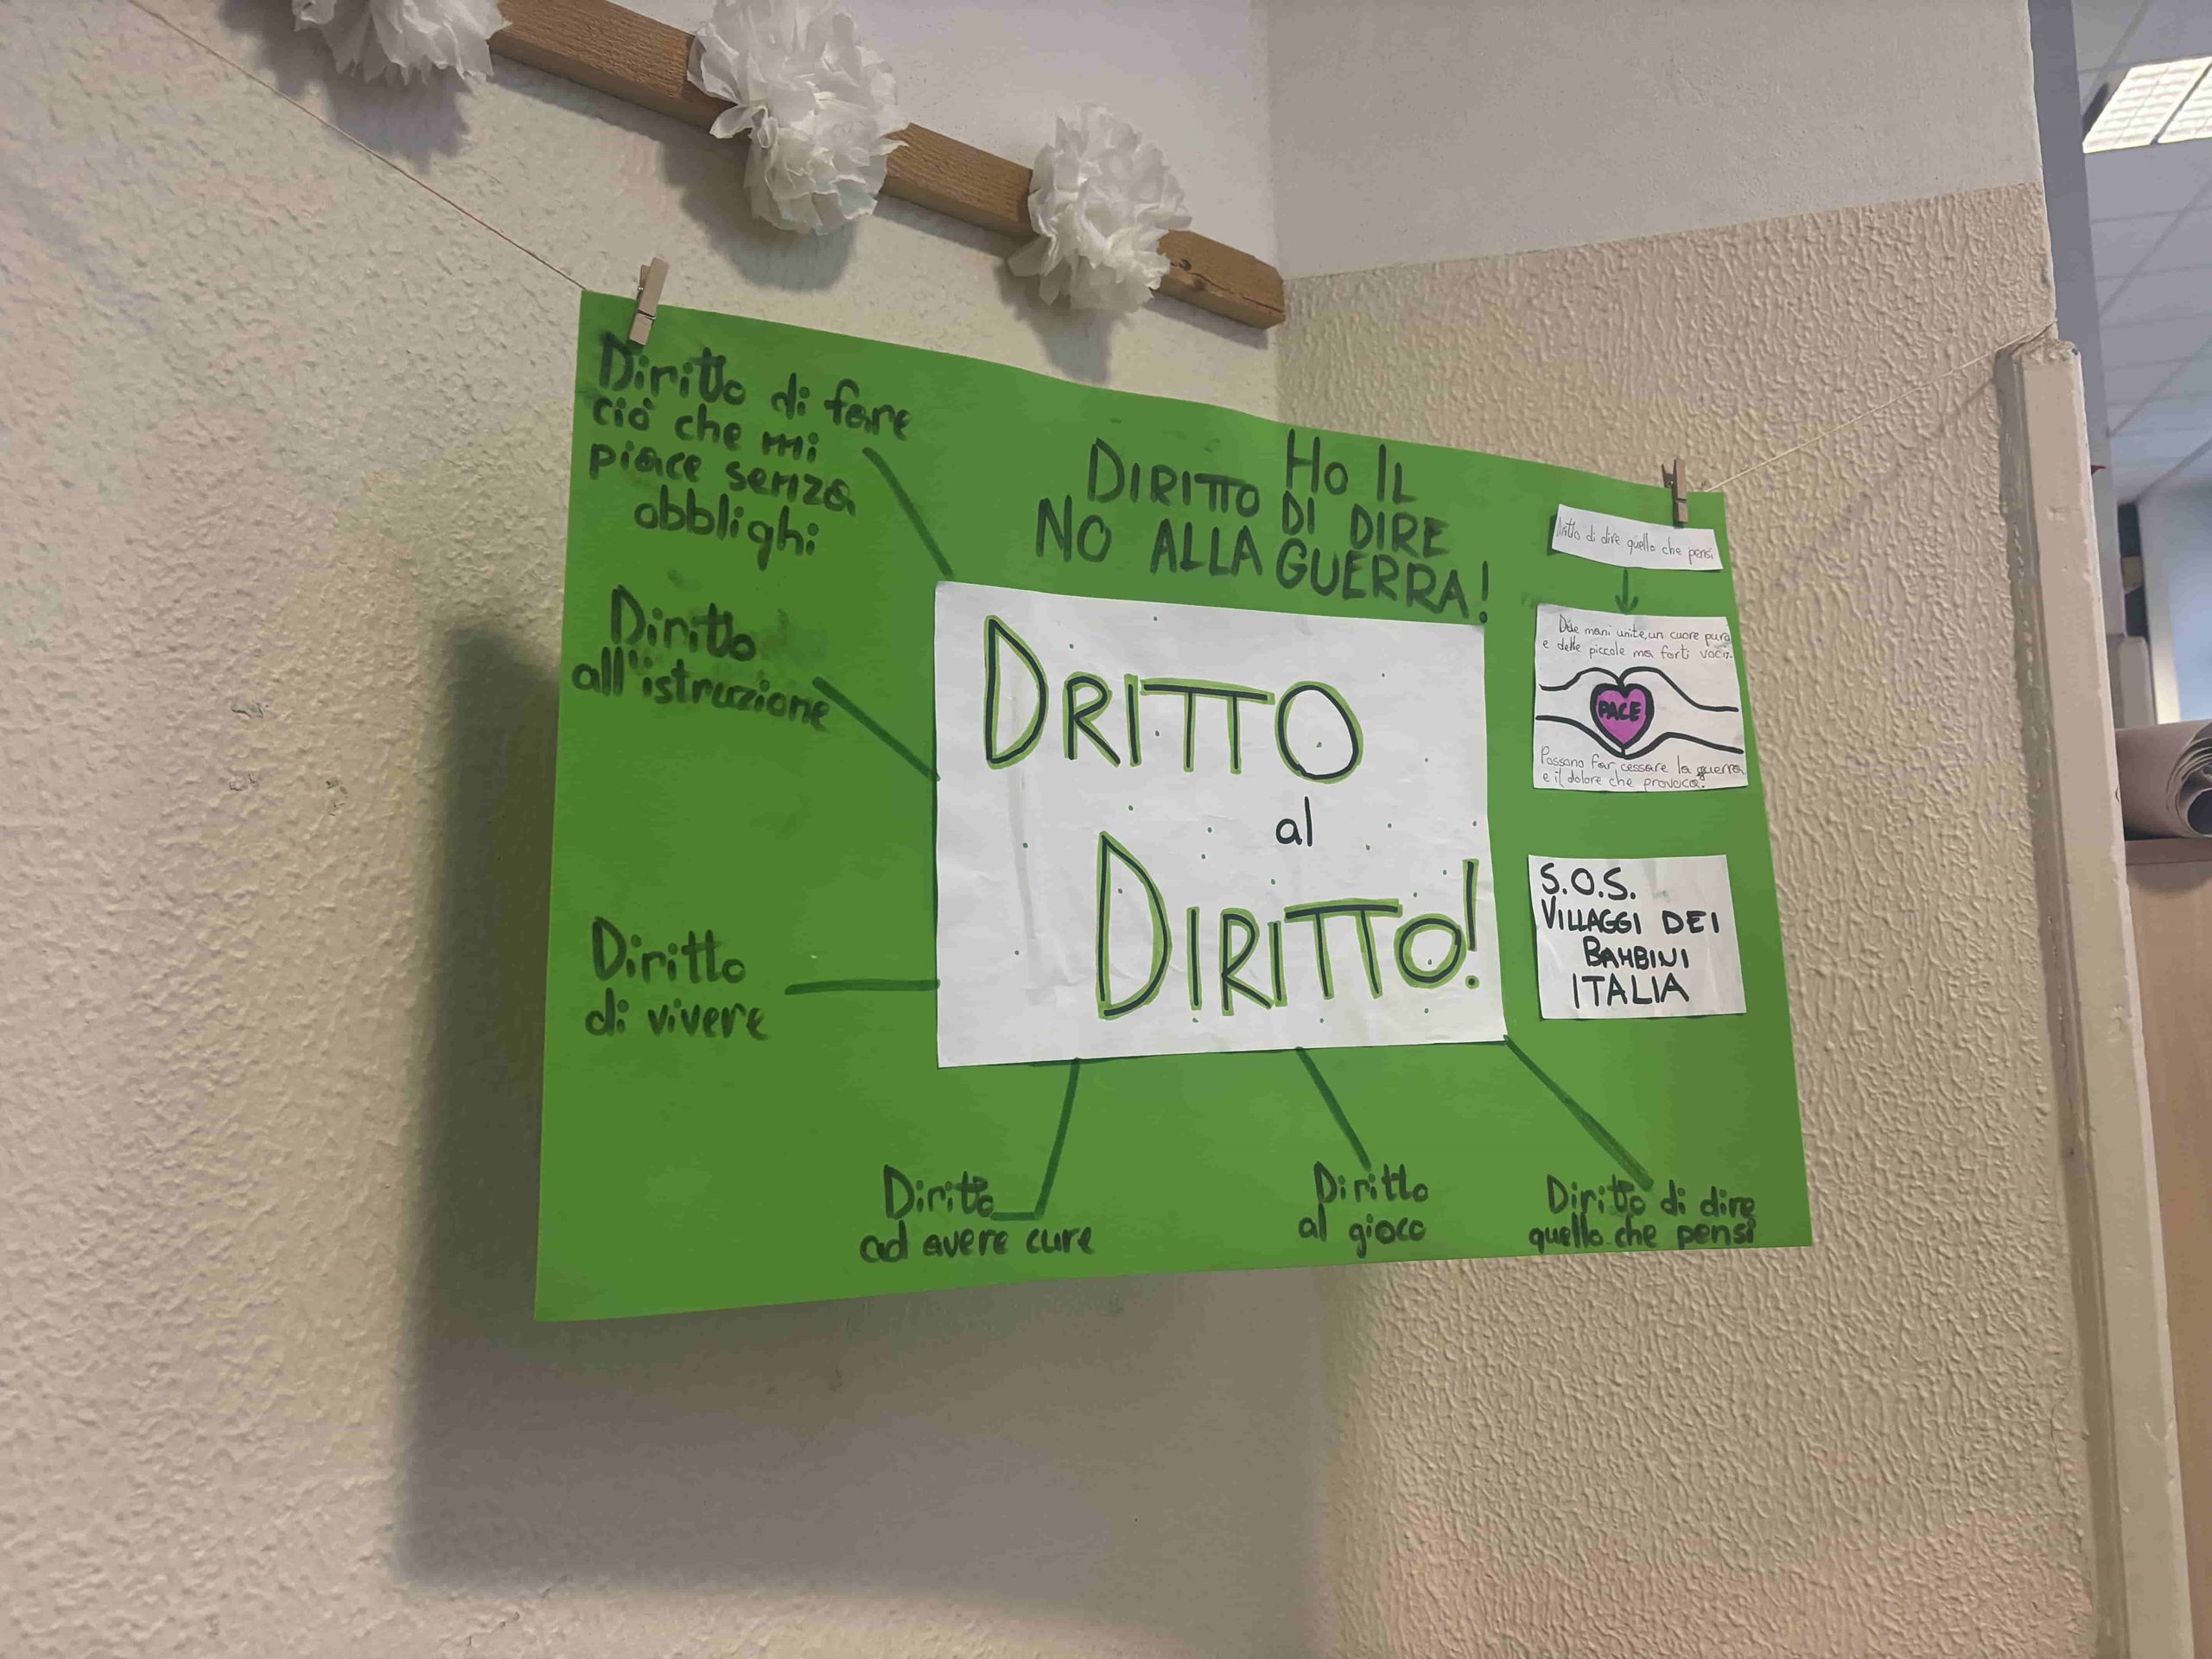 Diritto di fare
ciò che mi
piace senza
obblighi
Ho IL
DIRITTO DI DIRE
NO ALLA GUERRA!
Diritto di dire quello che pensi
Due mani unite, un cuore puro
e delle piccole ma forti voci..
PACE
Possono far cessare la guerra
e il dolore che provoca.
Diritto
all'istruzione
DRITTO
al
DIRITTO!
S.O.S.
VILLAGGI DEI
BAMBINI
ITALIA
Diritto
di vivere
Diritto
ad avere cure
Diritto
al gioco
Diritto di dire
quello che pensi